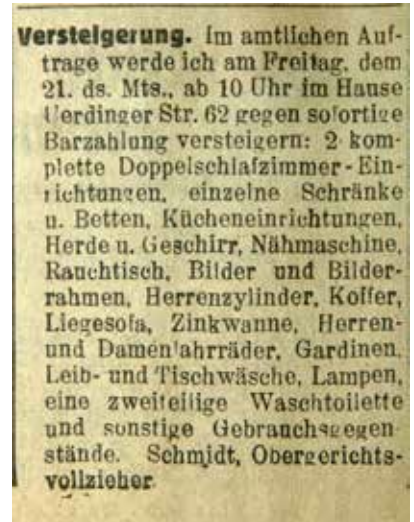 Versteigerung. Im amtlichen Auf-
trage werde ich am Freitag, dem
21. ds. Mts., ab 10 Uhr im Hause
Uerdinger Str. 62 gegen sofortige
Barzahlung versteigern: 2 kom-
plette Doppelschlafzimmer-Ein-
richtungen, einzelne Schränke
u. Betten, Kücheneinrichtungen,
Herde u. Geschirr, Nähmaschine,
Rauchtisch, Bilder und Bilder-
rahmen, Herrenzylinder, Koffer,
Liegesofa, Zinkwanne, Herren-
und Damenfahrräder, Gardinen,
Leib- und Tischwäsche, Lampen,
eine zweiteilige Waschtoilette
und sonstige Gebrauchsgegen
stände. Schmidt, Obergerichts-
vollzieher